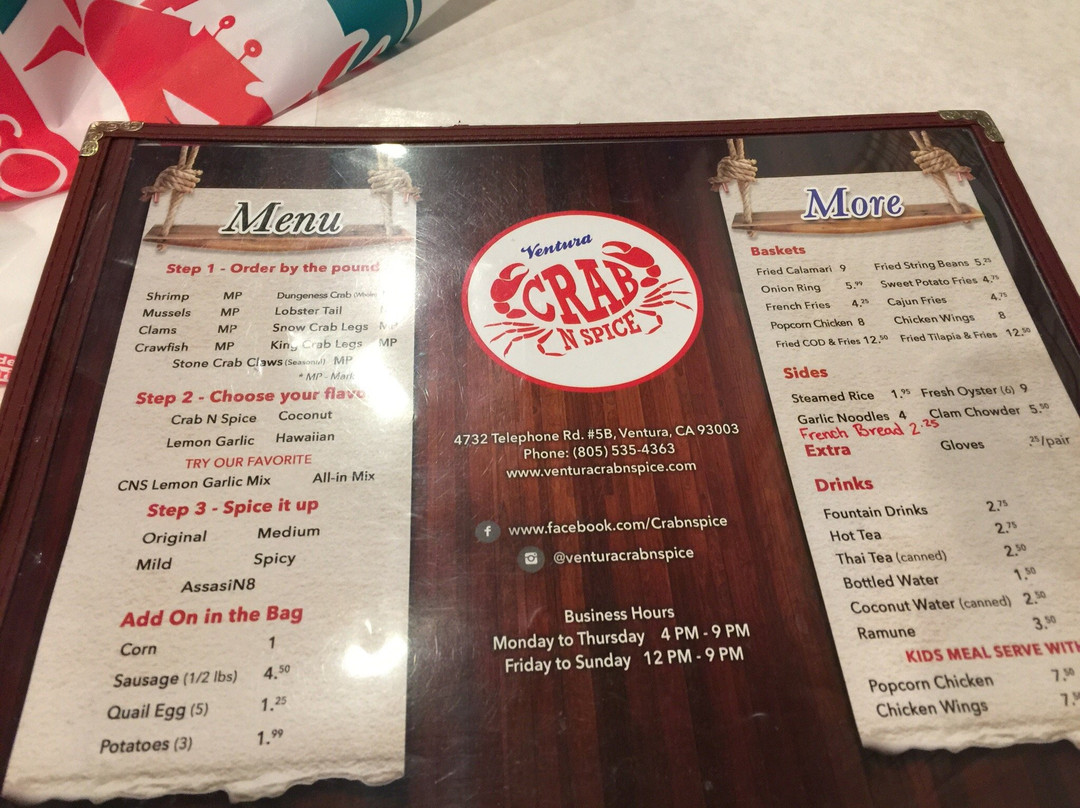 Menu
Step 1 - Order by the pound
Shrimp MP Dungeness Crab (Whole)
Mussels MP Lobster Tail
Clams MP Snow Crab Legs MP
Crawfish MP King Crab Legs MP
Stone Crab Claws (Seasonal) MP
* MP - Mark
Step 2 - Choose your flavo
Crab N Spice Coconut
Lemon Garlic Hawaiian
TRY OUR FAVORITE
CNS Lemon Garlic Mix All-in Mix
Step 3 - Spice it up
Original Medium
Mild Spicy
AssasiN8
Add On in the Bag
Corn 1
Sausage (1/2 lbs) 4.50
Quail Egg (5) 1.25
Potatoes (3) 1.99
Ventura
CRAB
N SPICE
4732 Telephone Rd. #5B, Ventura, CA 93003
Phone: (805) 535-4363
www.venturacrabnspice.com
www.facebook.com/Crabnspice
@venturacrabnspice
Business Hours
Monday to Thursday 4 PM - 9 PM
Friday to Sunday 12 PM - 9 PM
More
Baskets
Fried Calamari 9 Fried String Beans 5.25
Onion Ring 5.99 Sweet Potato Fries 4.75
French Fries 4.25 Cajun Fries 4.75
Popcorn Chicken 8 Chicken Wings 8
Fried COD & Fries 12.50 Fried Tilapia & Fries 12.50
Sides
Steamed Rice 1.95 Fresh Oyster (6) 9
Garlic Noodles 4 Clam Chowder 5.50
French Bread 2.25
Extra Gloves .25/pair
Drinks
Fountain Drinks 2.75
Hot Tea 2.75
Thai Tea (canned) 2.50
Bottled Water 1.50
Coconut Water (canned) 2.50
Ramune 3.50
KIDS MEAL SERVE WITH
Popcorn Chicken 7.50
Chicken Wings 7.5